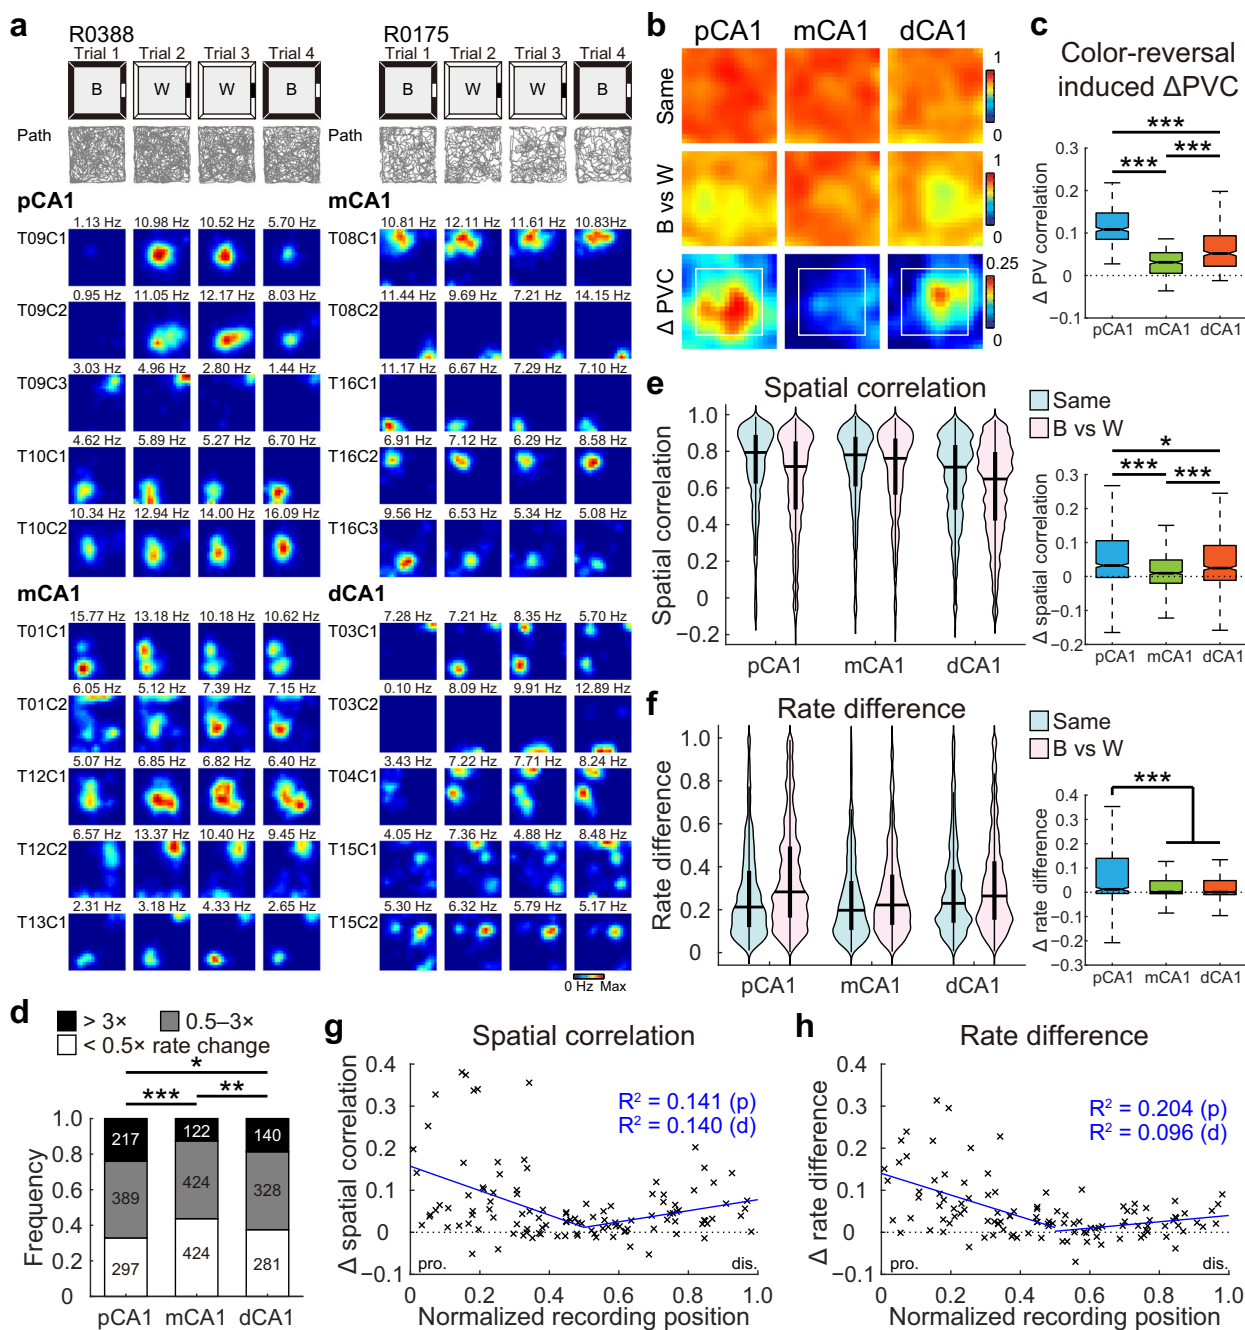 a
R0388
Trial 1 Trial 2 Trial 3 Trial 4
B W W B
Path
pCA1
1.13 Hz 10.98 Hz 10.52 Hz 5.70 Hz
T09C1
0.95 Hz 11.05 Hz 12.17 Hz 8.03 Hz
T09C2
3.03 Hz 4.96 Hz 2.80 Hz 1.44 Hz
T09C3
4.62 Hz 5.89 Hz 5.27 Hz 6.70 Hz
T10C1
10.34 Hz 12.94 Hz 14.00 Hz 16.09 Hz
T10C2
mCA1
15.77 Hz 13.18 Hz 10.18 Hz 10.62 Hz
T01C1
6.05 Hz 5.12 Hz 7.39 Hz 7.15 Hz
T01C2
5.07 Hz 6.85 Hz 6.82 Hz 6.40 Hz
T12C1
6.57 Hz 13.37 Hz 10.40 Hz 9.45 Hz
T12C2
2.31 Hz 3.18 Hz 4.33 Hz 2.65 Hz
T13C1
R0175
Trial 1 Trial 2 Trial 3 Trial 4
B W W B
Path
mCA1
10.81 Hz 12.11 Hz 11.61 Hz 10.83 Hz
T08C1
11.44 Hz 9.69 Hz 7.21 Hz 14.15 Hz
T08C2
11.17 Hz 6.67 Hz 7.29 Hz 7.10 Hz
T16C1
6.91 Hz 7.12 Hz 6.29 Hz 8.58 Hz
T16C2
9.56 Hz 6.53 Hz 5.34 Hz 5.08 Hz
T16C3
dCA1
7.28 Hz 7.21 Hz 8.35 Hz 5.70 Hz
T03C1
0.10 Hz 8.09 Hz 9.91 Hz 12.89 Hz
T03C2
3.43 Hz 7.22 Hz 7.71 Hz 8.24 Hz
T04C1
4.05 Hz 7.36 Hz 4.88 Hz 8.48 Hz
T15C1
5.30 Hz 6.32 Hz 5.79 Hz 5.17 Hz
T15C2
0 Hz Max
b
pCA1 mCA1 dCA1
Same
1
0
B vs W
1
0
Δ PVC
0.25
0
c
Color-reversal
induced ΔPVC
***
*** ***
Δ PV correlation
0.3
0.2
0.1
0
−0.1
pCA1 mCA1 dCA1
d
> 3× 0.5–3×
< 0.5× rate change
*
*** **
Frequency
1.0
0.8
0.6
0.4
0.2
0
217 122 140
389 424 328
297 424 281
pCA1 mCA1 dCA1
e
Spatial correlation
Spatial correlation
1.0
0.8
0.6
0.4
0.2
0
−0.2
pCA1 mCA1 dCA1
Same
B vs W
*
*** ***
Δ spatial correlation
0.3
0.2
0.1
0
−0.1
−0.2
pCA1 mCA1 dCA1
f
Rate difference
Rate difference
1.0
0.8
0.6
0.4
0.2
0
pCA1 mCA1 dCA1
Same
B vs W
***
Δ rate difference
0.4
0.3
0.2
0.1
0
−0.1
−0.2
−0.3
pCA1 mCA1 dCA1
g
Spatial correlation
Δ spatial correlation
0.4
0.3
0.2
0.1
0
−0.1
R² = 0.141 (p)
R² = 0.140 (d)
pro. dis.
0 0.2 0.4 0.6 0.8 1.0
Normalized recording position
h
Rate difference
Δ rate difference
0.4
0.3
0.2
0.1
0
−0.1
R² = 0.204 (p)
R² = 0.096 (d)
pro. dis.
0 0.2 0.4 0.6 0.8 1.0
Normalized recording position